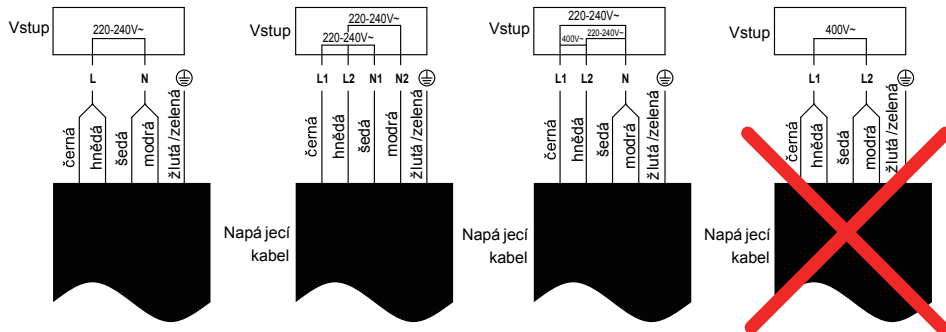 Vstup
220-240V~
L N
černá
hnědá
šedá
modrá
žlutá /zelená
Vstup
220-240V~
220-240V~
L1 L2 N1 N2
černá
hnědá
šedá
modrá
žlutá /zelená
Napá jecí
kabel
Vstup
220-240V~
400V~ 220-240V~
L1 L2 N
černá
hnědá
šedá
modrá
žlutá /zelená
Napá jecí
kabel
Vstup
400V~
L1 L2
černá
hnědá
šedá
modrá
žlutá /zelená
Napá jecí
kabel